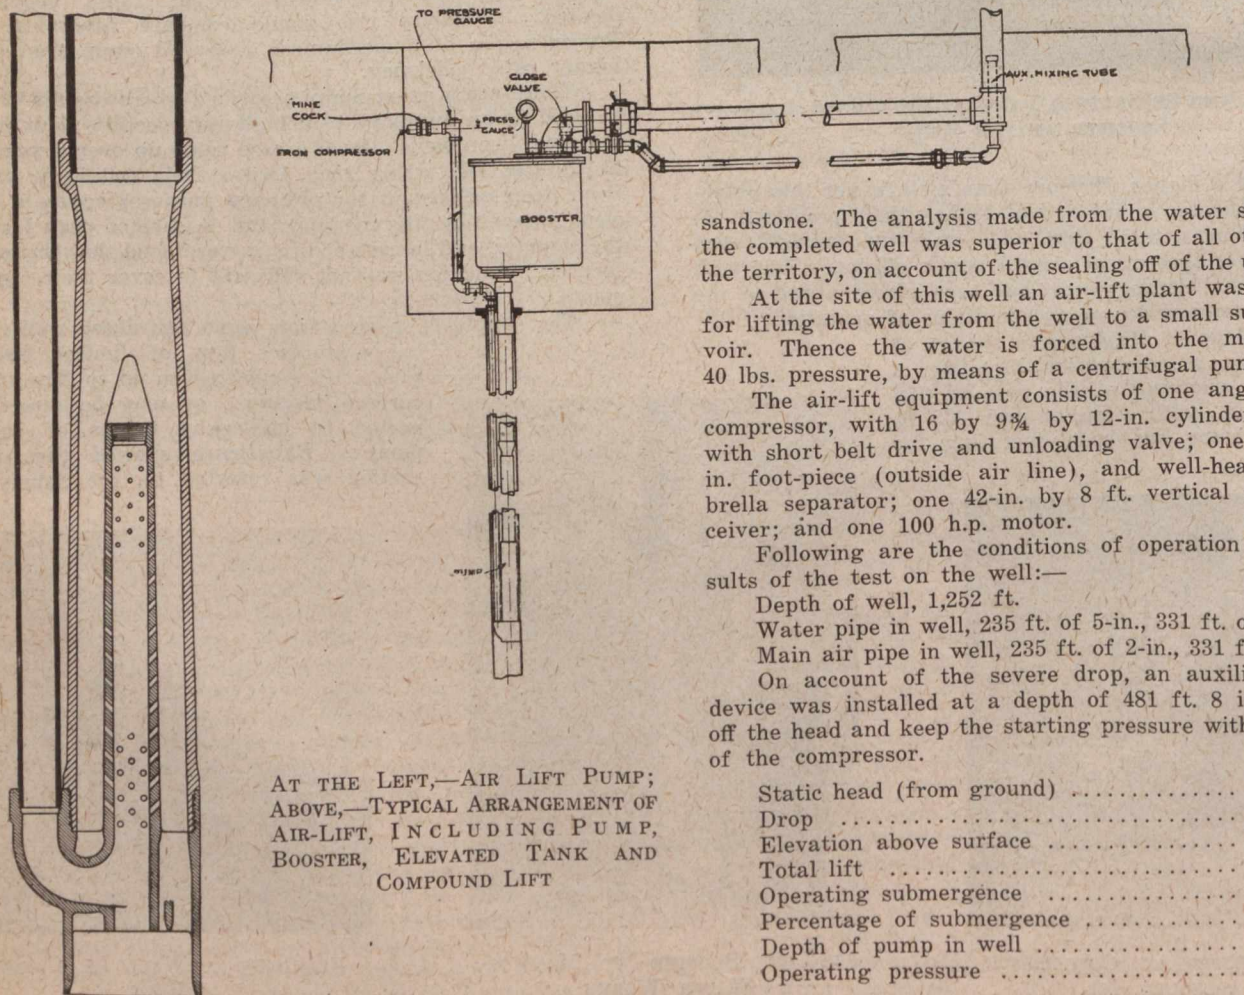 TO PRESSURE
GAUGE
CLOSE
VALVE
MINE
COCK
PRESS.
GAUGE
FROM COMPRESSOR
AUX. MIXING TUBE
BOOSTER
PUMP
AT THE LEFT,—AIR LIFT PUMP;
ABOVE,—TYPICAL ARRANGEMENT OF
AIR-LIFT, INCLUDING PUMP,
BOOSTER, ELEVATED TANK AND
COMPOUND LIFT
sandstone. The analysis made from the water s
the completed well was superior to that of all o
the territory, on account of the sealing off of the
At the site of this well an air-lift plant was
for lifting the water from the well to a small su
voir. Thence the water is forced into the m
40 lbs. pressure, by means of a centrifugal pur
The air-lift equipment consists of one ang
compressor, with 16 by 9¾ by 12-in. cylinde
with short belt drive and unloading valve; one
in. foot-piece (outside air line), and well-hea
brella separator; one 42-in. by 8 ft. vertical
ceiver; and one 100 h.p. motor.
Following are the conditions of operation
sults of the test on the well:—
Depth of well, 1,252 ft.
Water pipe in well, 235 ft. of 5-in., 331 ft. o
Main air pipe in well, 235 ft. of 2-in., 331 f
On account of the severe drop, an auxili
device was installed at a depth of 481 ft. 8 i
off the head and keep the starting pressure with
of the compressor.
Static head (from ground) ..............
Drop ..............................
Elevation above surface ................
Total lift ..........................
Operating submergence ................
Percentage of submergence .............
Depth of pump in well .................
Operating pressure ....................